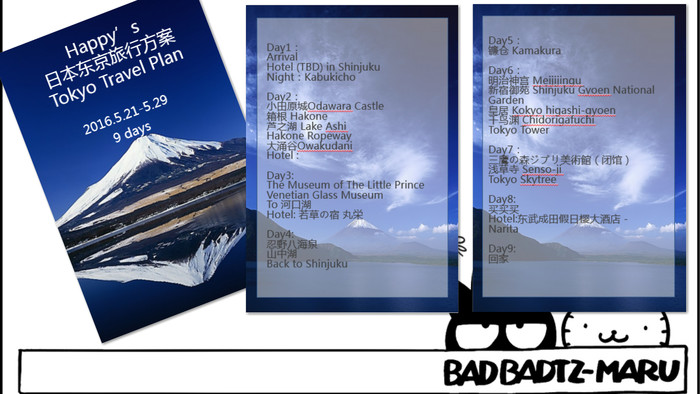 Happy's
日本东京旅行方案
Tokyo Travel Plan
2016.5.21-5.29
9 days
Day1：
Arrival
Hotel (TBD) in Shinjuku
Night：Kabukicho
Day2：
小田原城Odawara Castle
箱根 Hakone
芦之湖 Lake Ashi
Hakone Ropeway
大涌谷Owakudani
Hotel：
Day3:
The Museum of The Little Prince
Venetian Glass Museum
To 河口湖
Hotel: 若草の宿 丸栄
Day4:
忍野八海泉
山中湖
Back to Shinjuku
Day5：
镰仓 Kamakura
Day6：
明治神宫 Meijijingu
新宿御苑 Shinjuku Gyoen National
Garden
皇居 Kokyo higashi-gyoen
千鸟渊 Chidorigafuchi
Tokyo Tower
Day7：
三鷹の森ジブリ美術館（闭馆）
浅草寺 Senso-ji
Tokyo Skytree
Day8:
买买买
Hotel:东武成田假日樱大酒店 -
Narita
Day9:
回家
BADBADTZ-MARU